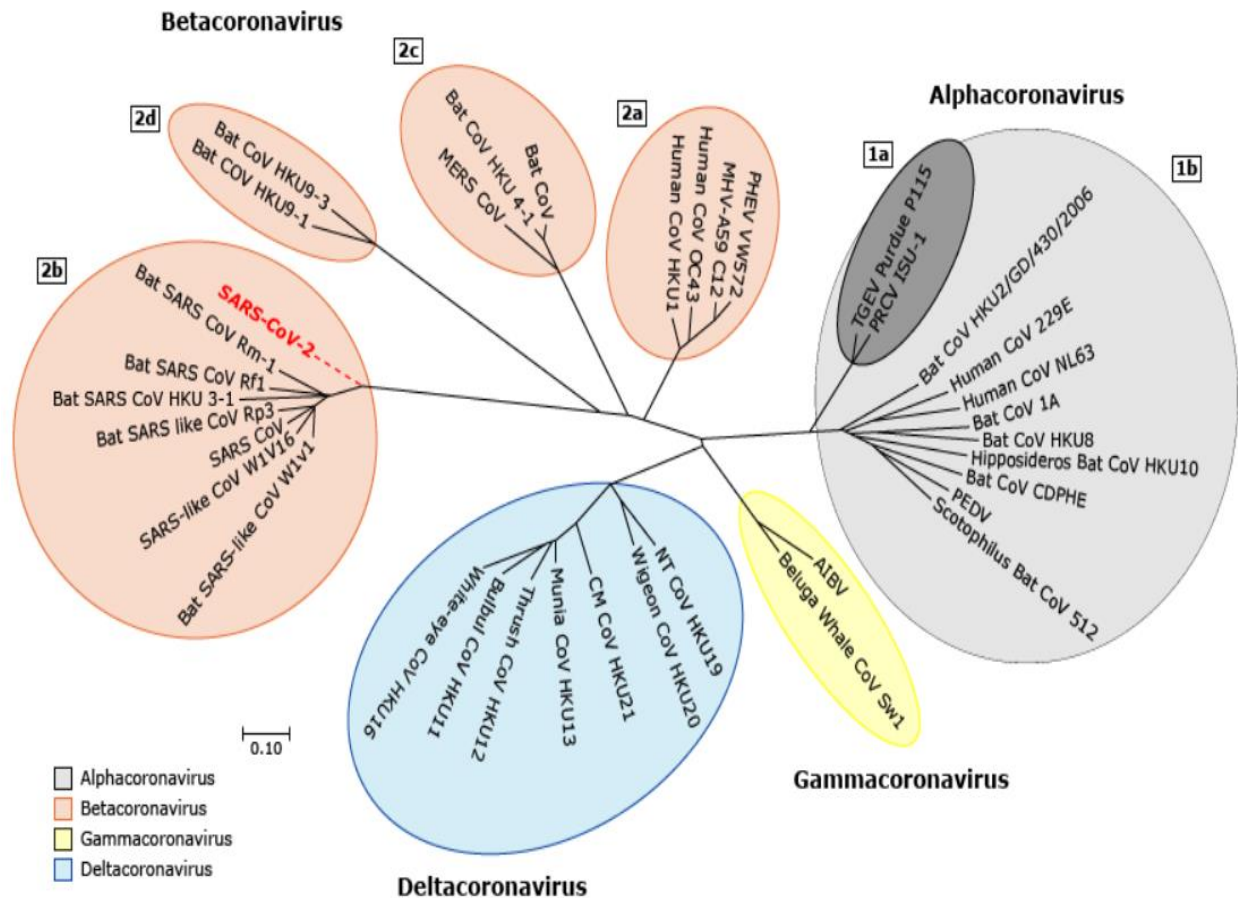 Betacoronavirus
2c
2d
2a
Alphacoronavirus
1a
1b
2b
Bat CoV HKU9-3
Bat COV HKU9-1
Bat CoV
Bat CoV HKU 4-1
MERS CoV
PHEV VW572
MHV-A59 C12
Human CoV OC43
Human CoV HKU1
TGEV Purdue P115
PRCV ISU-1
Bat CoV HKU2/GD/430/2006
Human CoV 229E
Human CoV NL63
Bat CoV 1A
Bat CoV HKU8
Hipposideros Bat CoV HKU10
Bat CoV CDPHE
PEDV
Scotophilus Bat CoV 512
SARS-CoV-2
Bat SARS CoV Rm-1
Bat SARS CoV Rf1
Bat SARS CoV HKU 3-1
Bat SARS like CoV Rp3
SARS CoV
SARS-like CoV W1V16
Bat SARS-like CoV W1v1
White-eye CoV HKU16
Bulbul CoV HKU11
Thrush CoV HKU12
Munia CoV HKU13
CM CoV HKU21
Wigeon CoV HKU20
NT CoV HKU19
AIBV
Beluga Whale CoV Sw1
0.10
Alphacoronavirus
Betacoronavirus
Gammacoronavirus
Deltacoronavirus
Gammacoronavirus
Deltacoronavirus